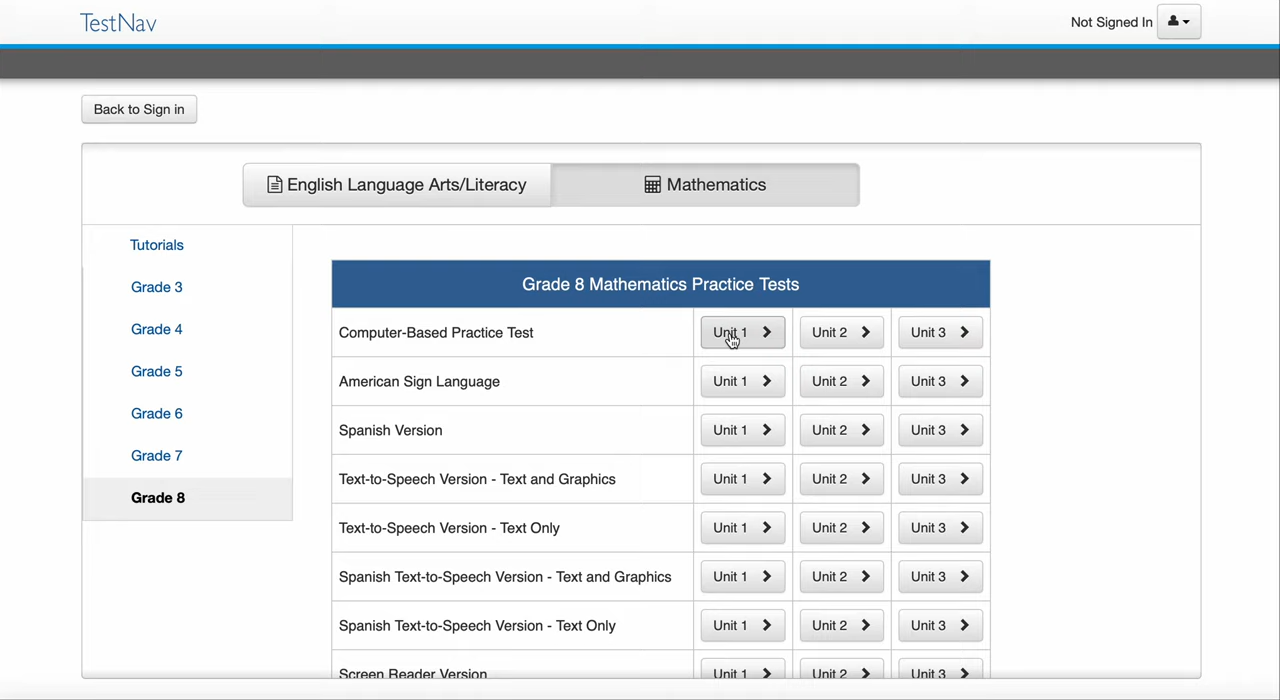 TestNav
Not Signed In
Back to Sign in
English Language Arts/Literacy
Mathematics
Tutorials
Grade 3
Grade 4
Grade 5
Grade 6
Grade 7
Grade 8
Grade 8 Mathematics Practice Tests
Computer-Based Practice Test Unit 1 Unit 2 Unit 3
American Sign Language Unit 1 Unit 2 Unit 3
Spanish Version Unit 1 Unit 2 Unit 3
Text-to-Speech Version - Text and Graphics Unit 1 Unit 2 Unit 3
Text-to-Speech Version - Text Only Unit 1 Unit 2 Unit 3
Spanish Text-to-Speech Version - Text and Graphics Unit 1 Unit 2 Unit 3
Spanish Text-to-Speech Version - Text Only Unit 1 Unit 2 Unit 3
Screen Reader Version Unit 1 Unit 2 Unit 3